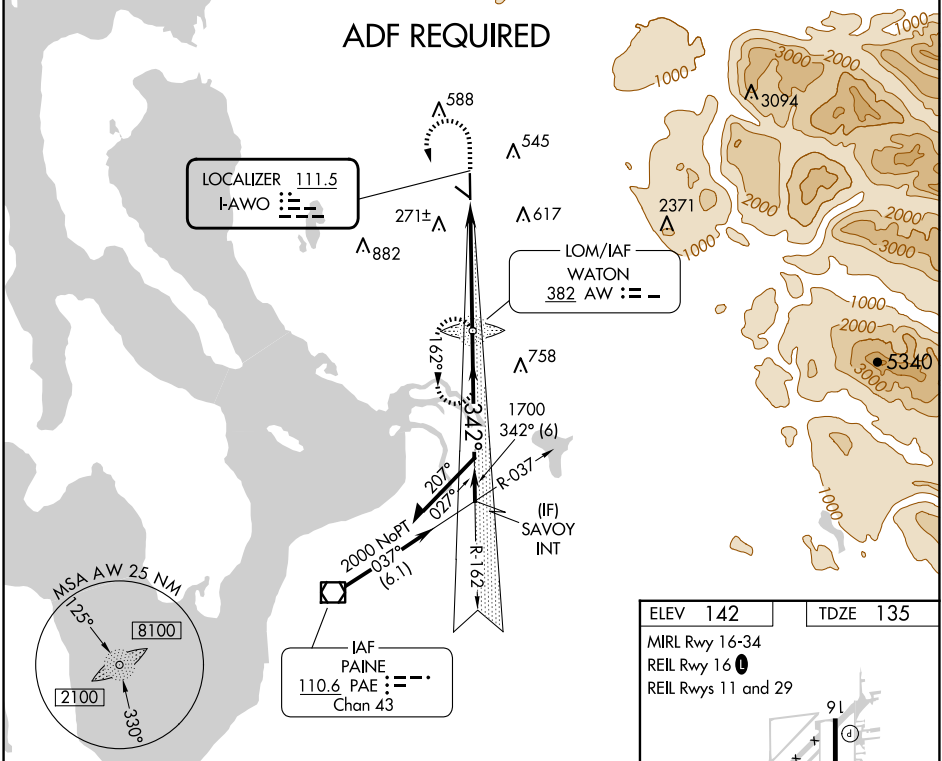 ADF REQUIRED
1000
3000
2000
1000
1000
3094
588
545
LOCALIZER 111.5
I-AWO
271±
617
882
2371
2000
1000
2000
3000
LOM/IAF
WATON
382 AW
1000
2000
3000
5340
162°
758
342°
1700
342° (6)
R-037
207°
027°
(IF)
SAVOY
INT
1000
2000 NoPT
037°
(6.1)
R-162
MSA AW 25 NM
125°
8100
2100
330°
IAF
PAINE
110.6 PAE
Chan 43
ELEV 142
TDZE 135
MIRL Rwy 16-34
REIL Rwy 16 L
REIL Rwys 11 and 29
16
P